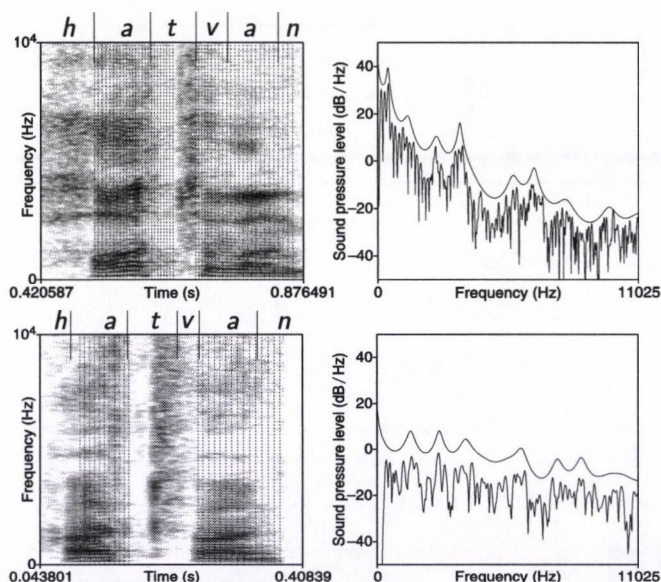 h a t v a n
10⁴
Frequency (Hz)
0
0.420587 Time (s) 0.876491
40
20
0
−20
−40
Sound pressure level (dB / Hz)
0 Frequency (Hz) 11025
h a t v a n
10⁴
Frequency (Hz)
0
0.043801 Time (s) 0.40839
40
20
0
−20
−40
Sound pressure level (dB / Hz)
0 Frequency (Hz) 11025